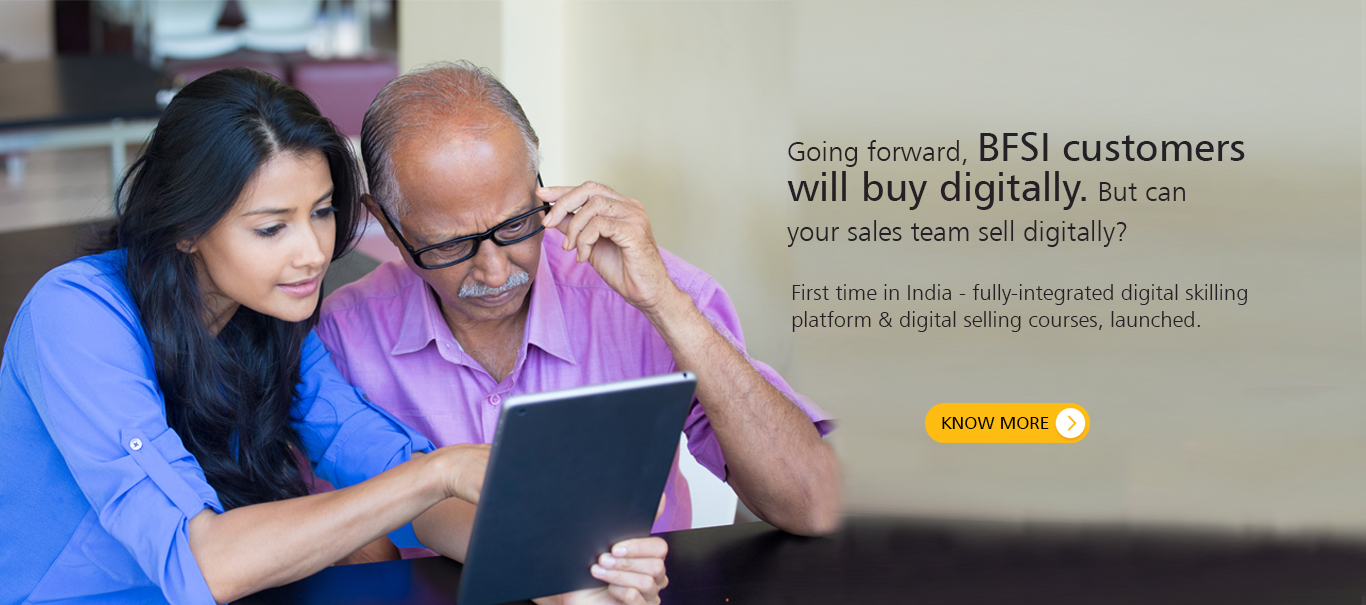 Going forward, BFSI customers
will buy digitally. But can
your sales team sell digitally?
First time in India - fully-integrated digital skilling
platform & digital selling courses, launched.
KNOW MORE